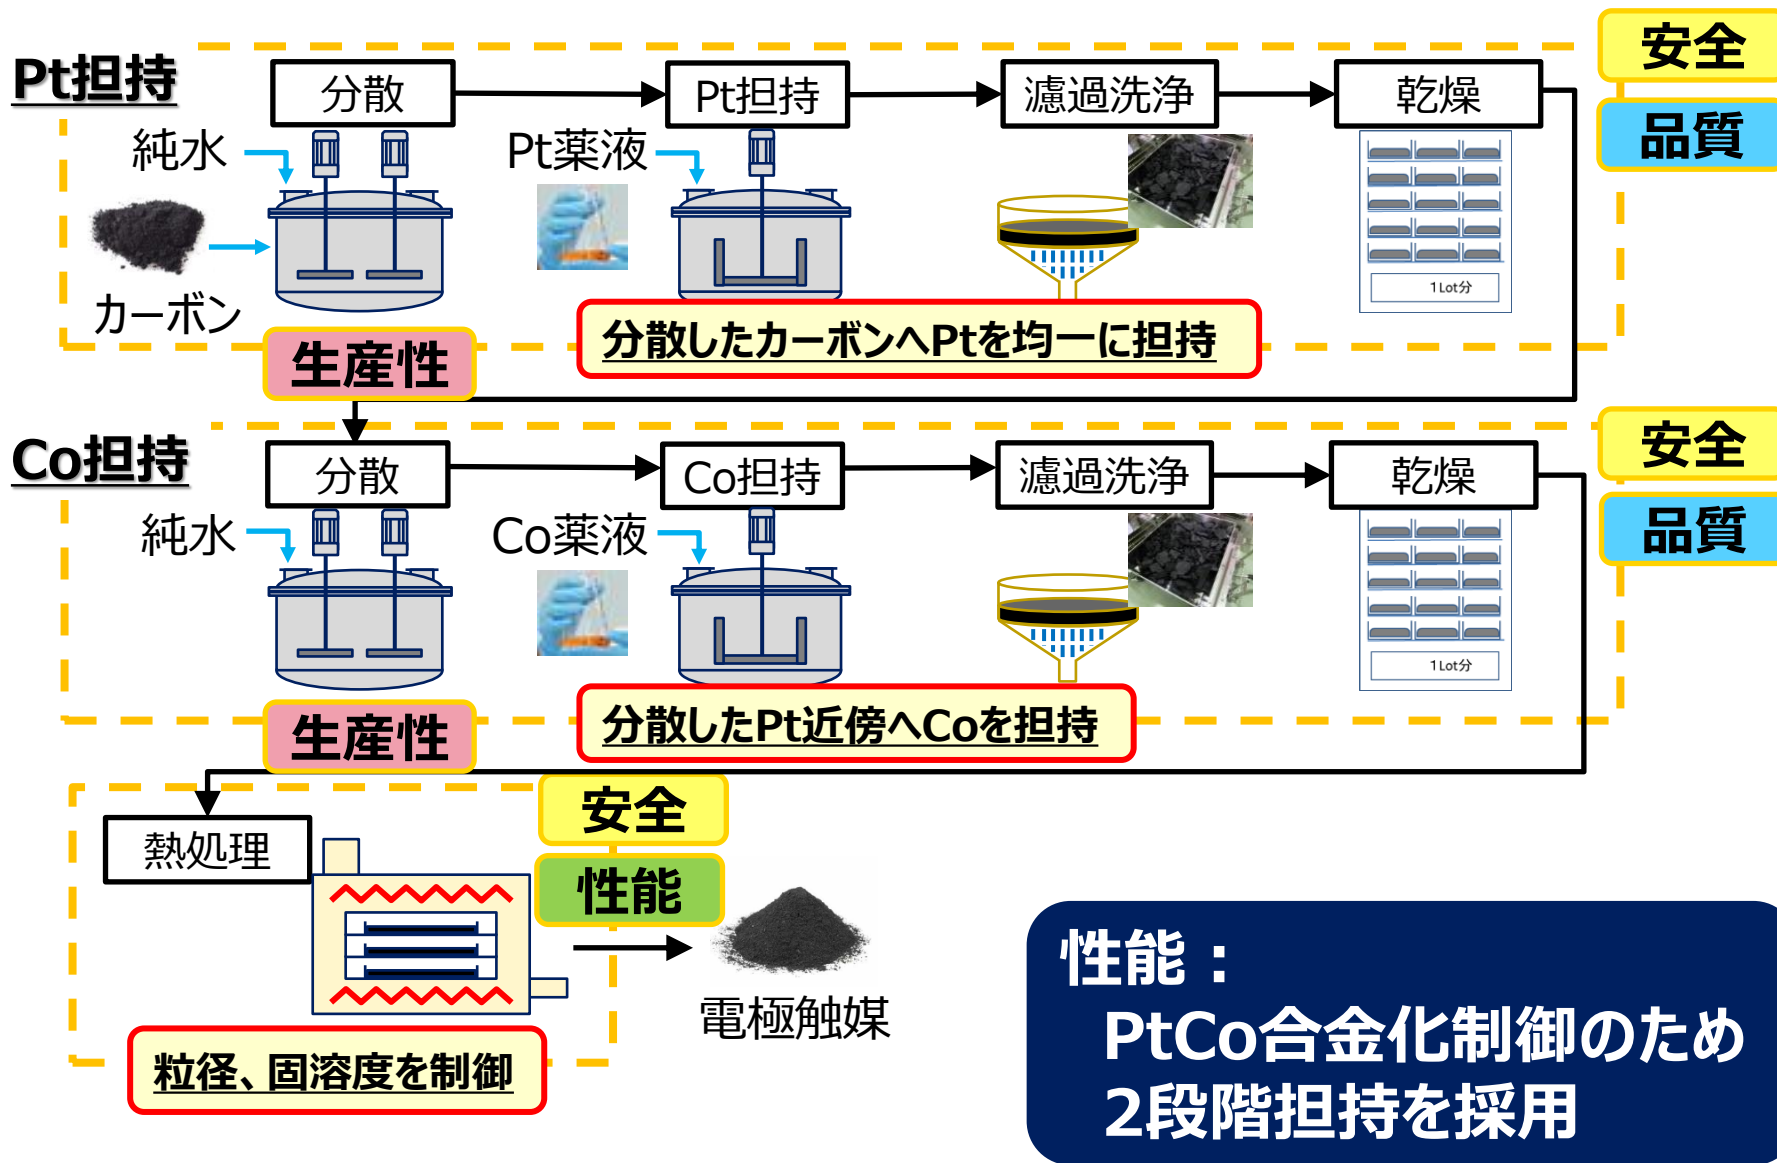 Pt担持
分散
Pt担持
濾過洗浄
乾燥
安全
品質
純水
Pt薬液
カーボン
1Lot分
生産性
分散したカーボンへPtを均一に担持
Co担持
分散
Co担持
濾過洗浄
乾燥
安全
品質
純水
Co薬液
1Lot分
生産性
分散したPt近傍へCoを担持
熱処理
安全
性能
電極触媒
粒径、固溶度を制御
性能：
PtCo合金化制御のため
2段階担持を採用